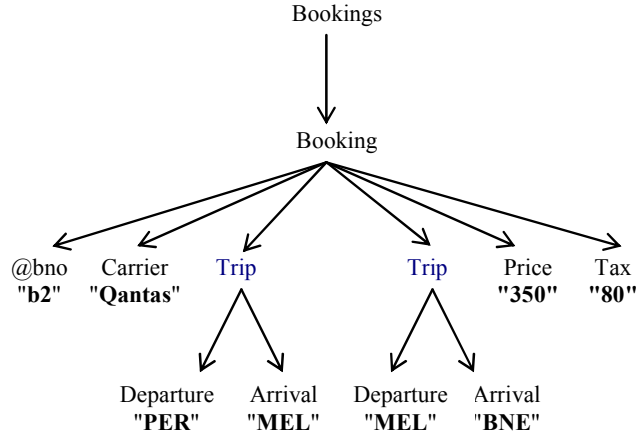 Bookings
Booking
@bno Carrier Trip Trip Price Tax
"b2" "Qantas" "350" "80"
Departure Arrival Departure Arrival
"PER" "MEL" "MEL" "BNE"